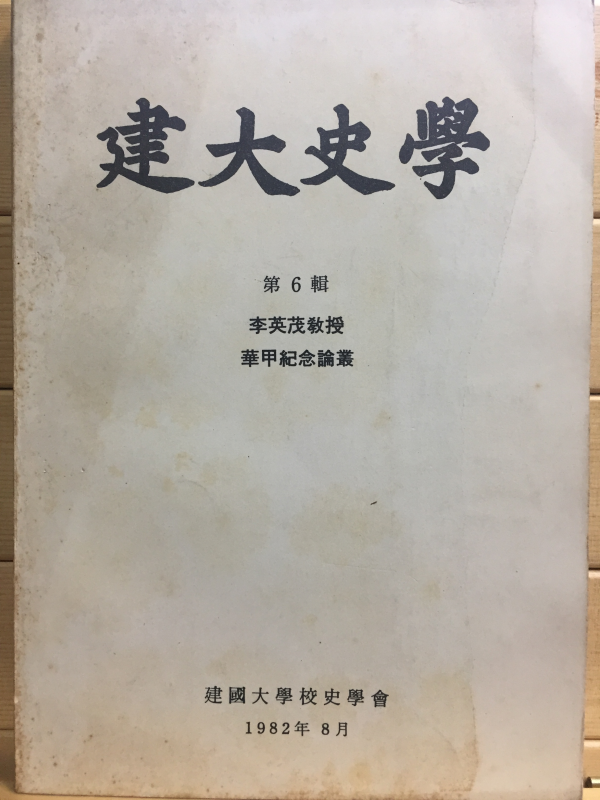 建大史學
第6輯
李英茂敎授
華甲紀念論叢
建國大學校史學會
1982年 8月